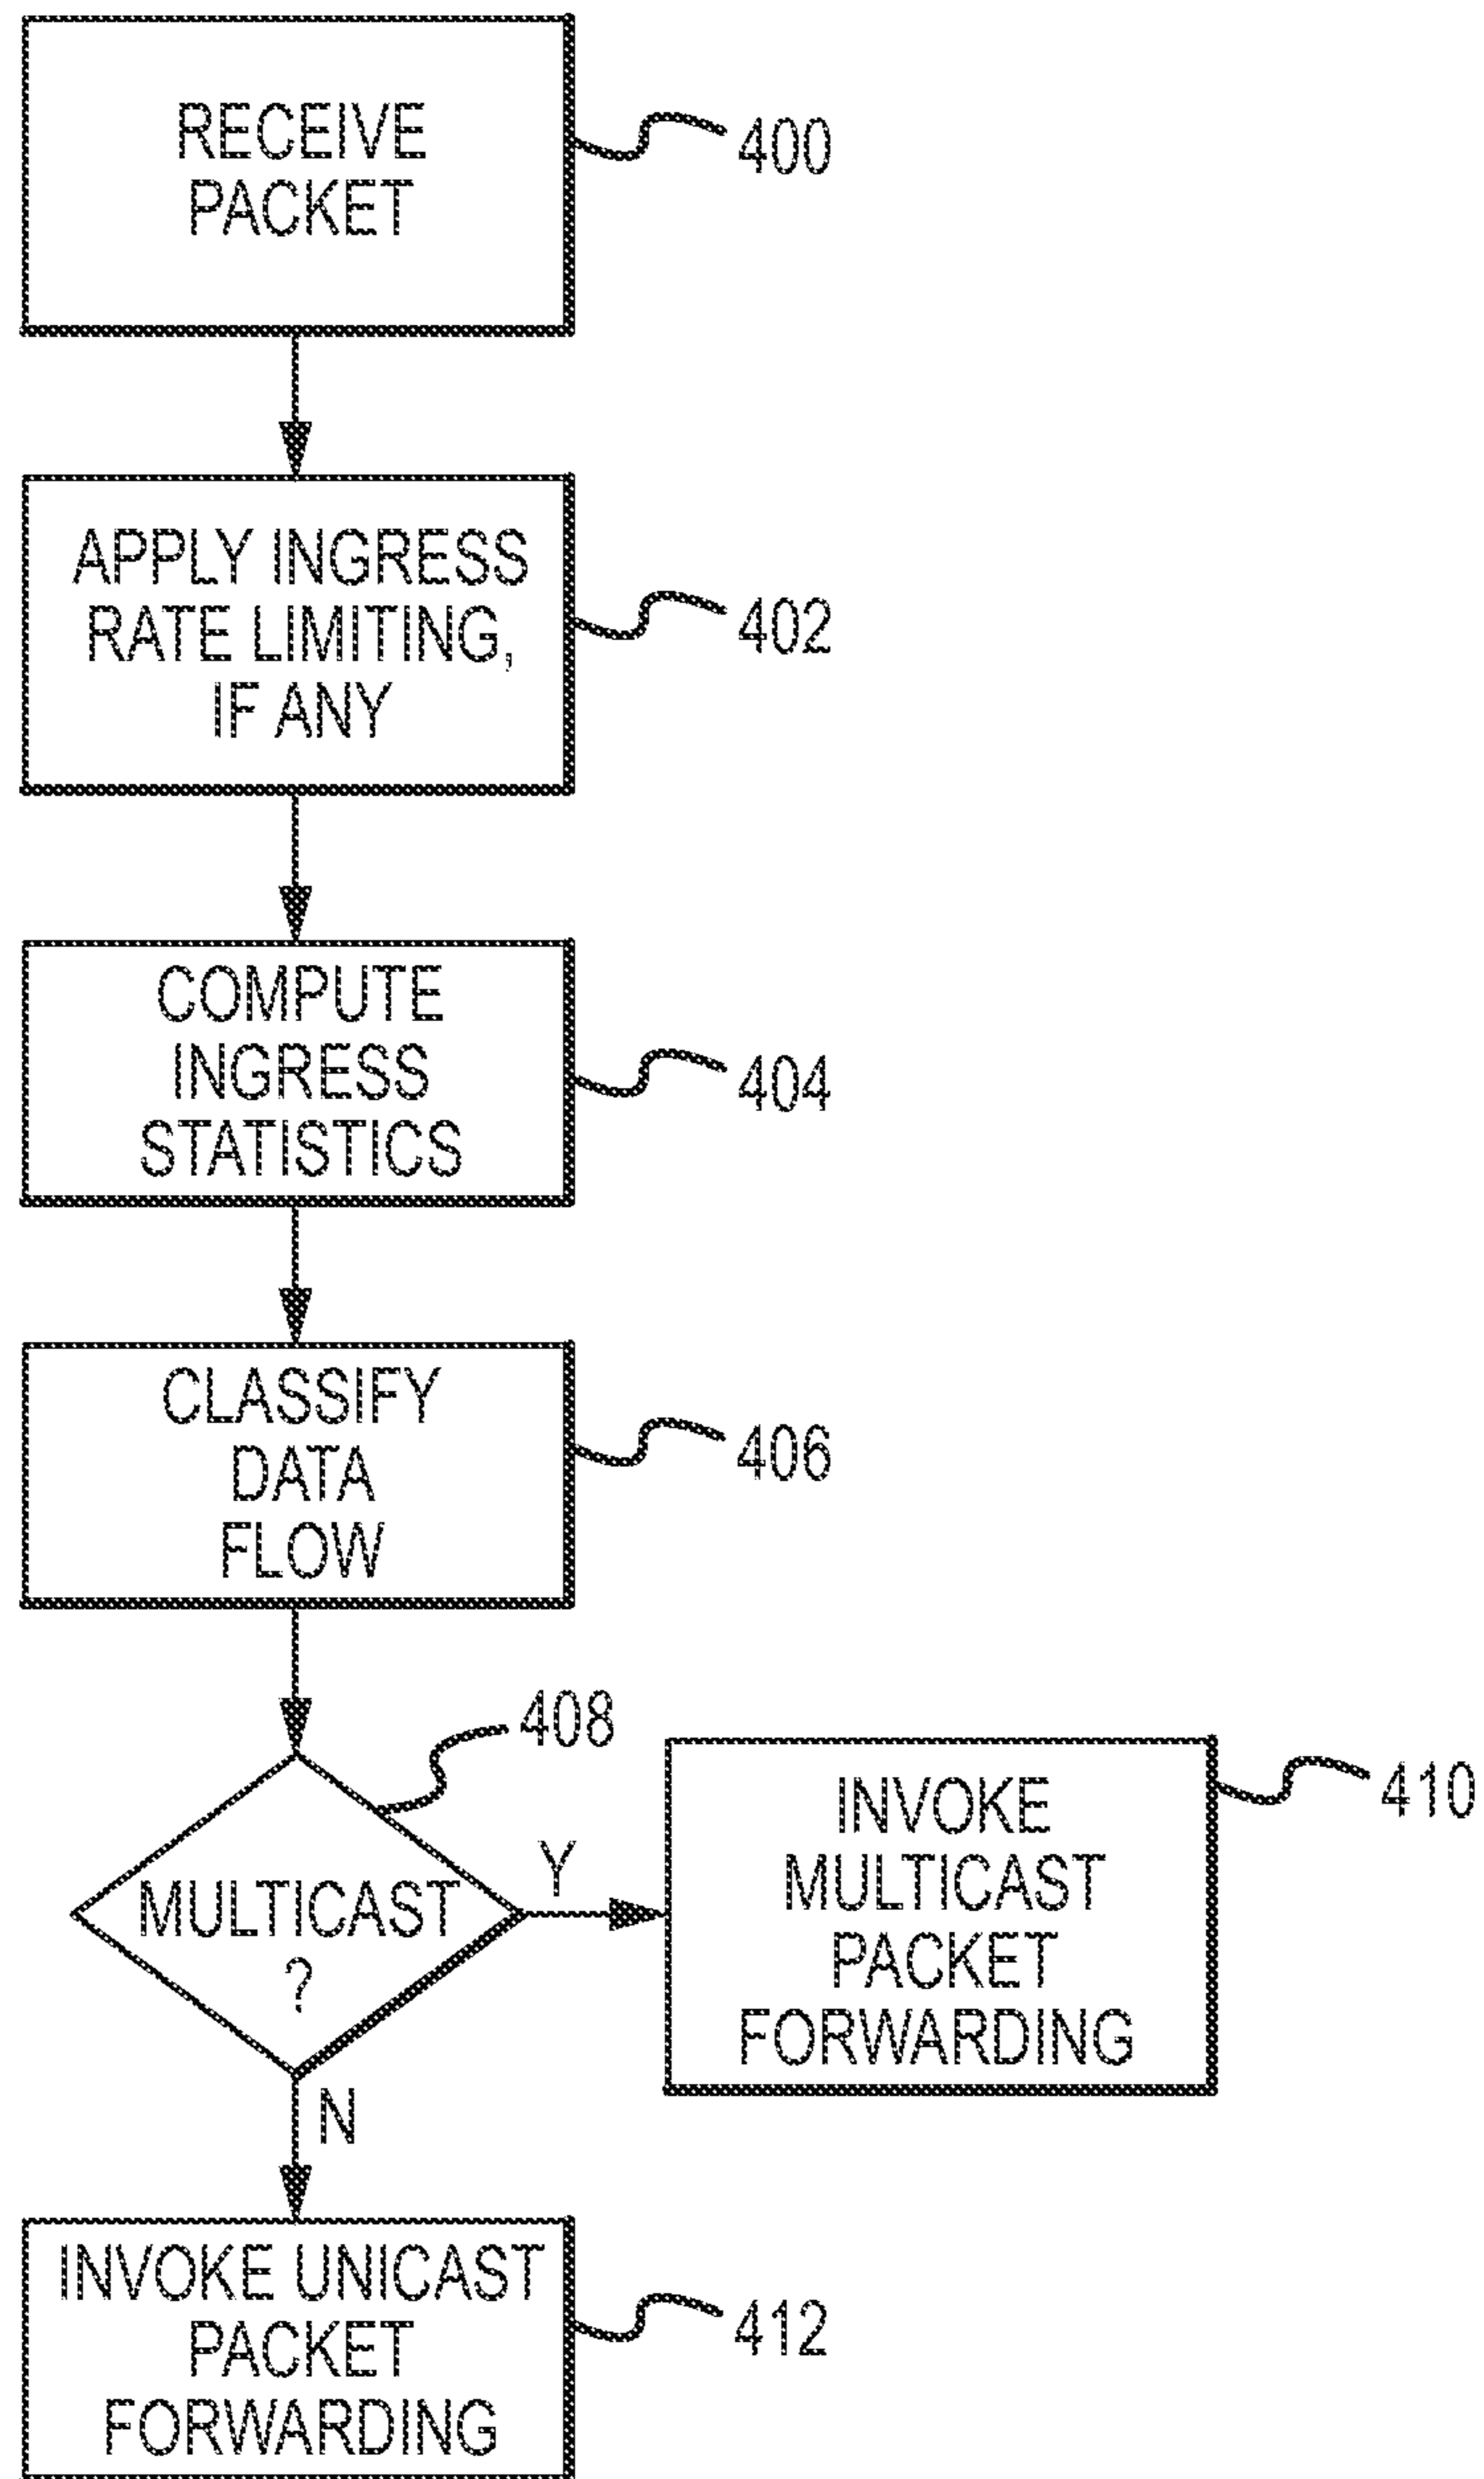 RECEIVE
PACKET
400
APPLY INGRESS
RATE LIMITING,
IF ANY
402
COMPUTE
INGRESS
STATISTICS
404
CLASSIFY
DATA
FLOW
406
408
MULTICAST
?
Y
N
INVOKE
MULTICAST
PACKET
FORWARDING
410
INVOKE UNICAST
PACKET
FORWARDING
412